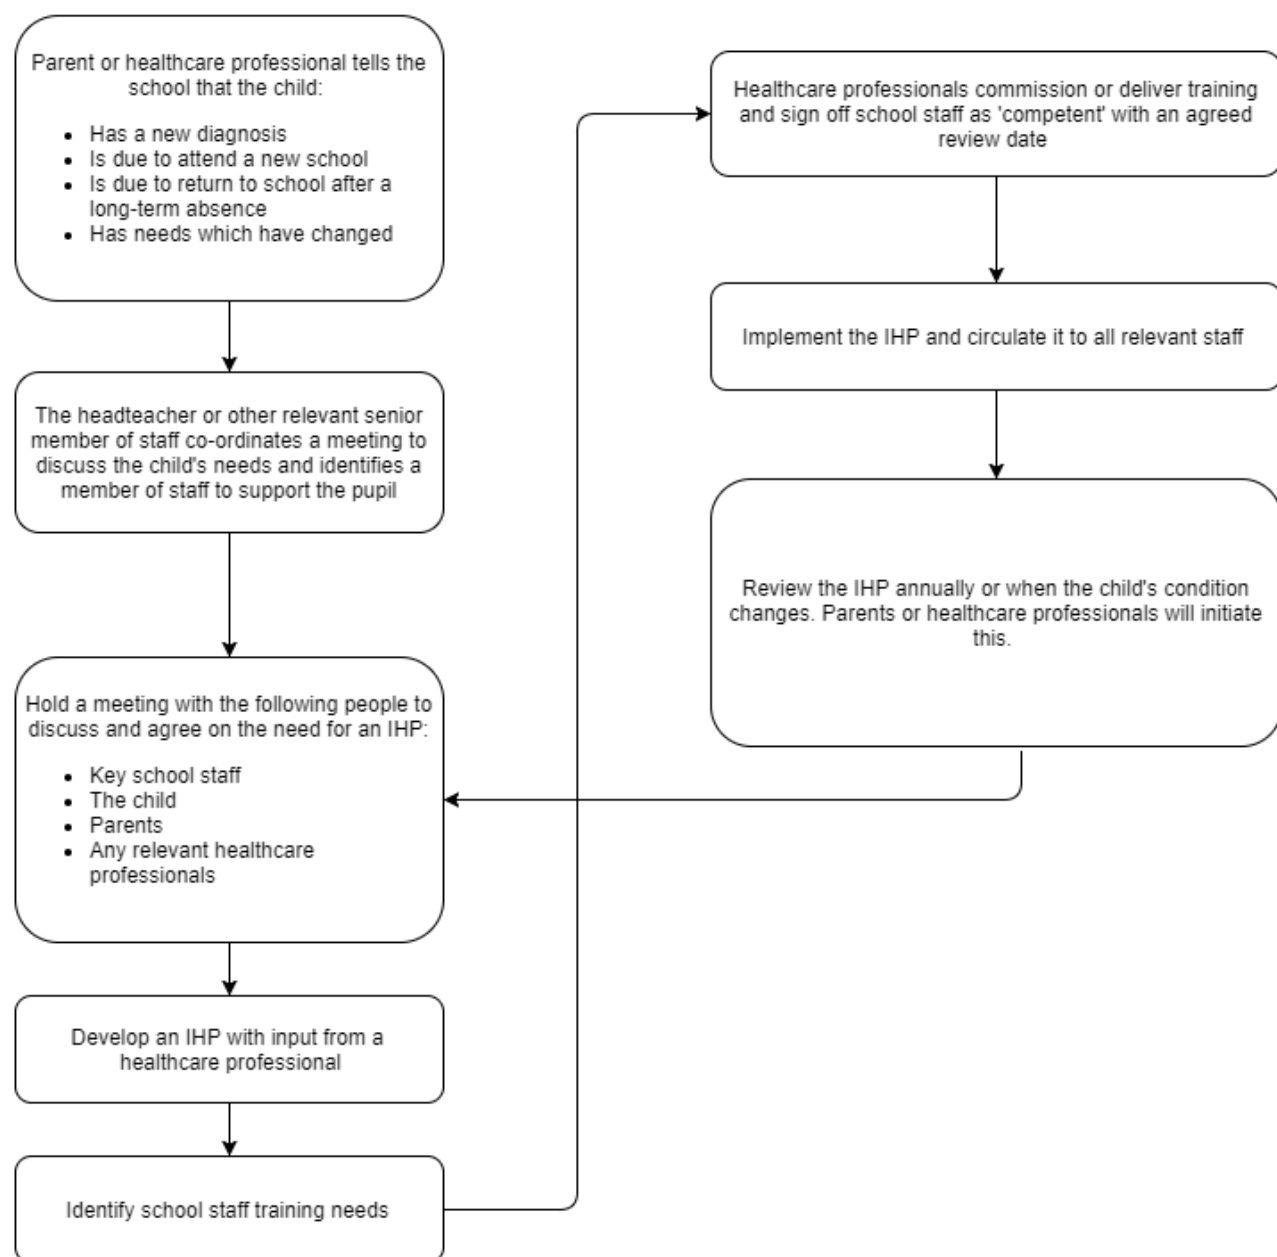 Parent or healthcare professional tells the
school that the child:
• Has a new diagnosis
• Is due to attend a new school
• Is due to return to school after a
long-term absence
• Has needs which have changed
The headteacher or other relevant senior
member of staff co-ordinates a meeting to
discuss the child's needs and identifies a
member of staff to support the pupil
Hold a meeting with the following people to
discuss and agree on the need for an IHP:
• Key school staff
• The child
• Parents
• Any relevant healthcare
professionals
Develop an IHP with input from a
healthcare professional
Identify school staff training needs
Healthcare professionals commission or deliver training
and sign off school staff as 'competent' with an agreed
review date
Implement the IHP and circulate it to all relevant staff
Review the IHP annually or when the child's condition
changes. Parents or healthcare professionals will initiate
this.